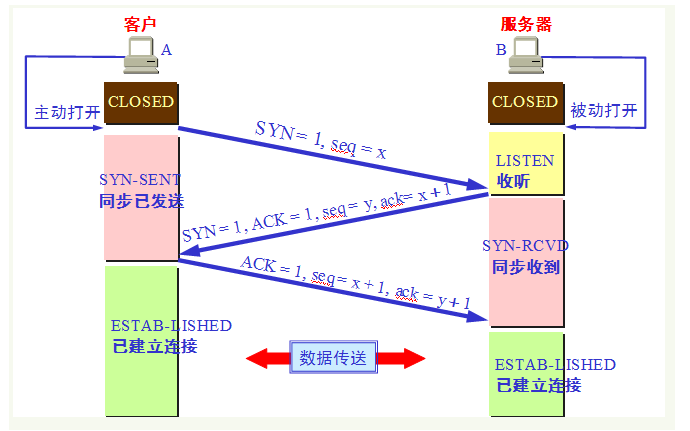 客户
服务器
A
B
CLOSED
CLOSED
主动打开
被动打开
SYN = 1, seq = x
LISTEN
收听
SYN-SENT
同步已发送
SYN = 1, ACK = 1, seq = y, ack= x + 1
SYN-RCVD
同步收到
ACK = 1, seq = x + 1, ack = y + 1
ESTAB-LISHED
已建立连接
数据传送
ESTAB-LISHED
已建立连接